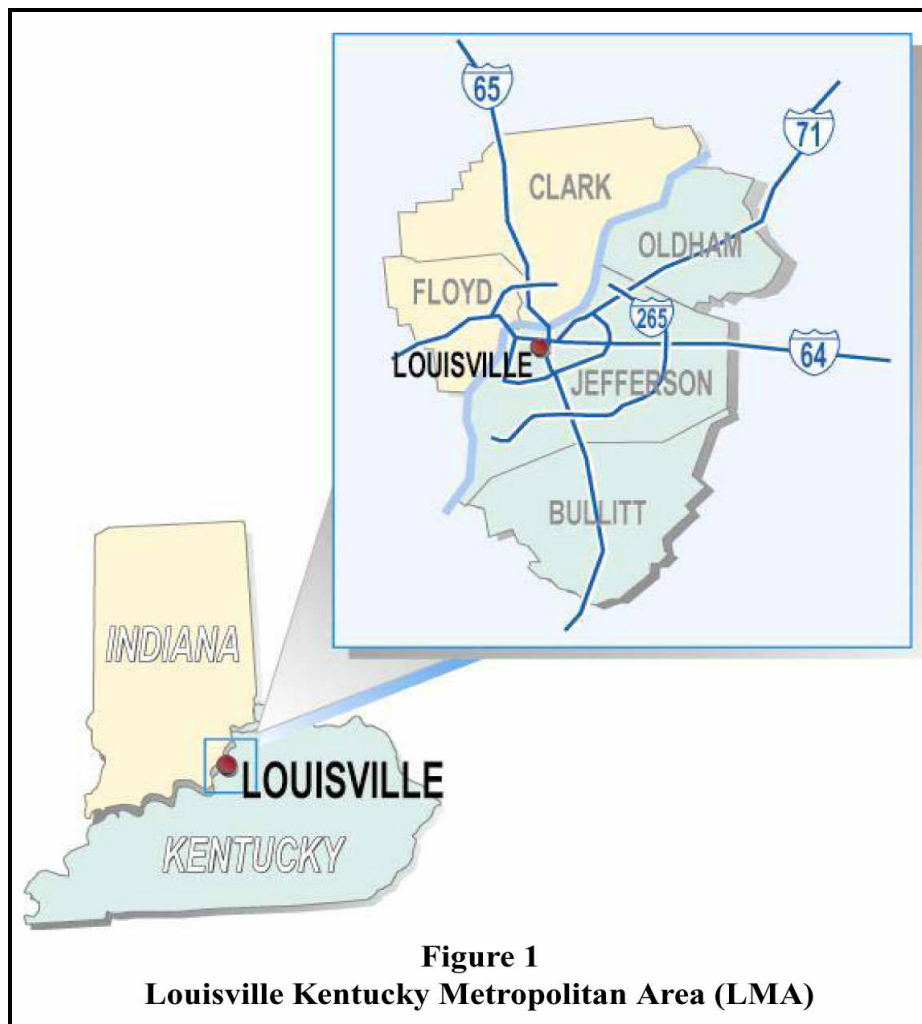 65
71
CLARK
OLDHAM
FLOYD
265
LOUISVILLE
64
JEFFERSON
BULLITT
INDIANA
LOUISVILLE
KENTUCKY
Figure 1
Louisville Kentucky Metropolitan Area (LMA)